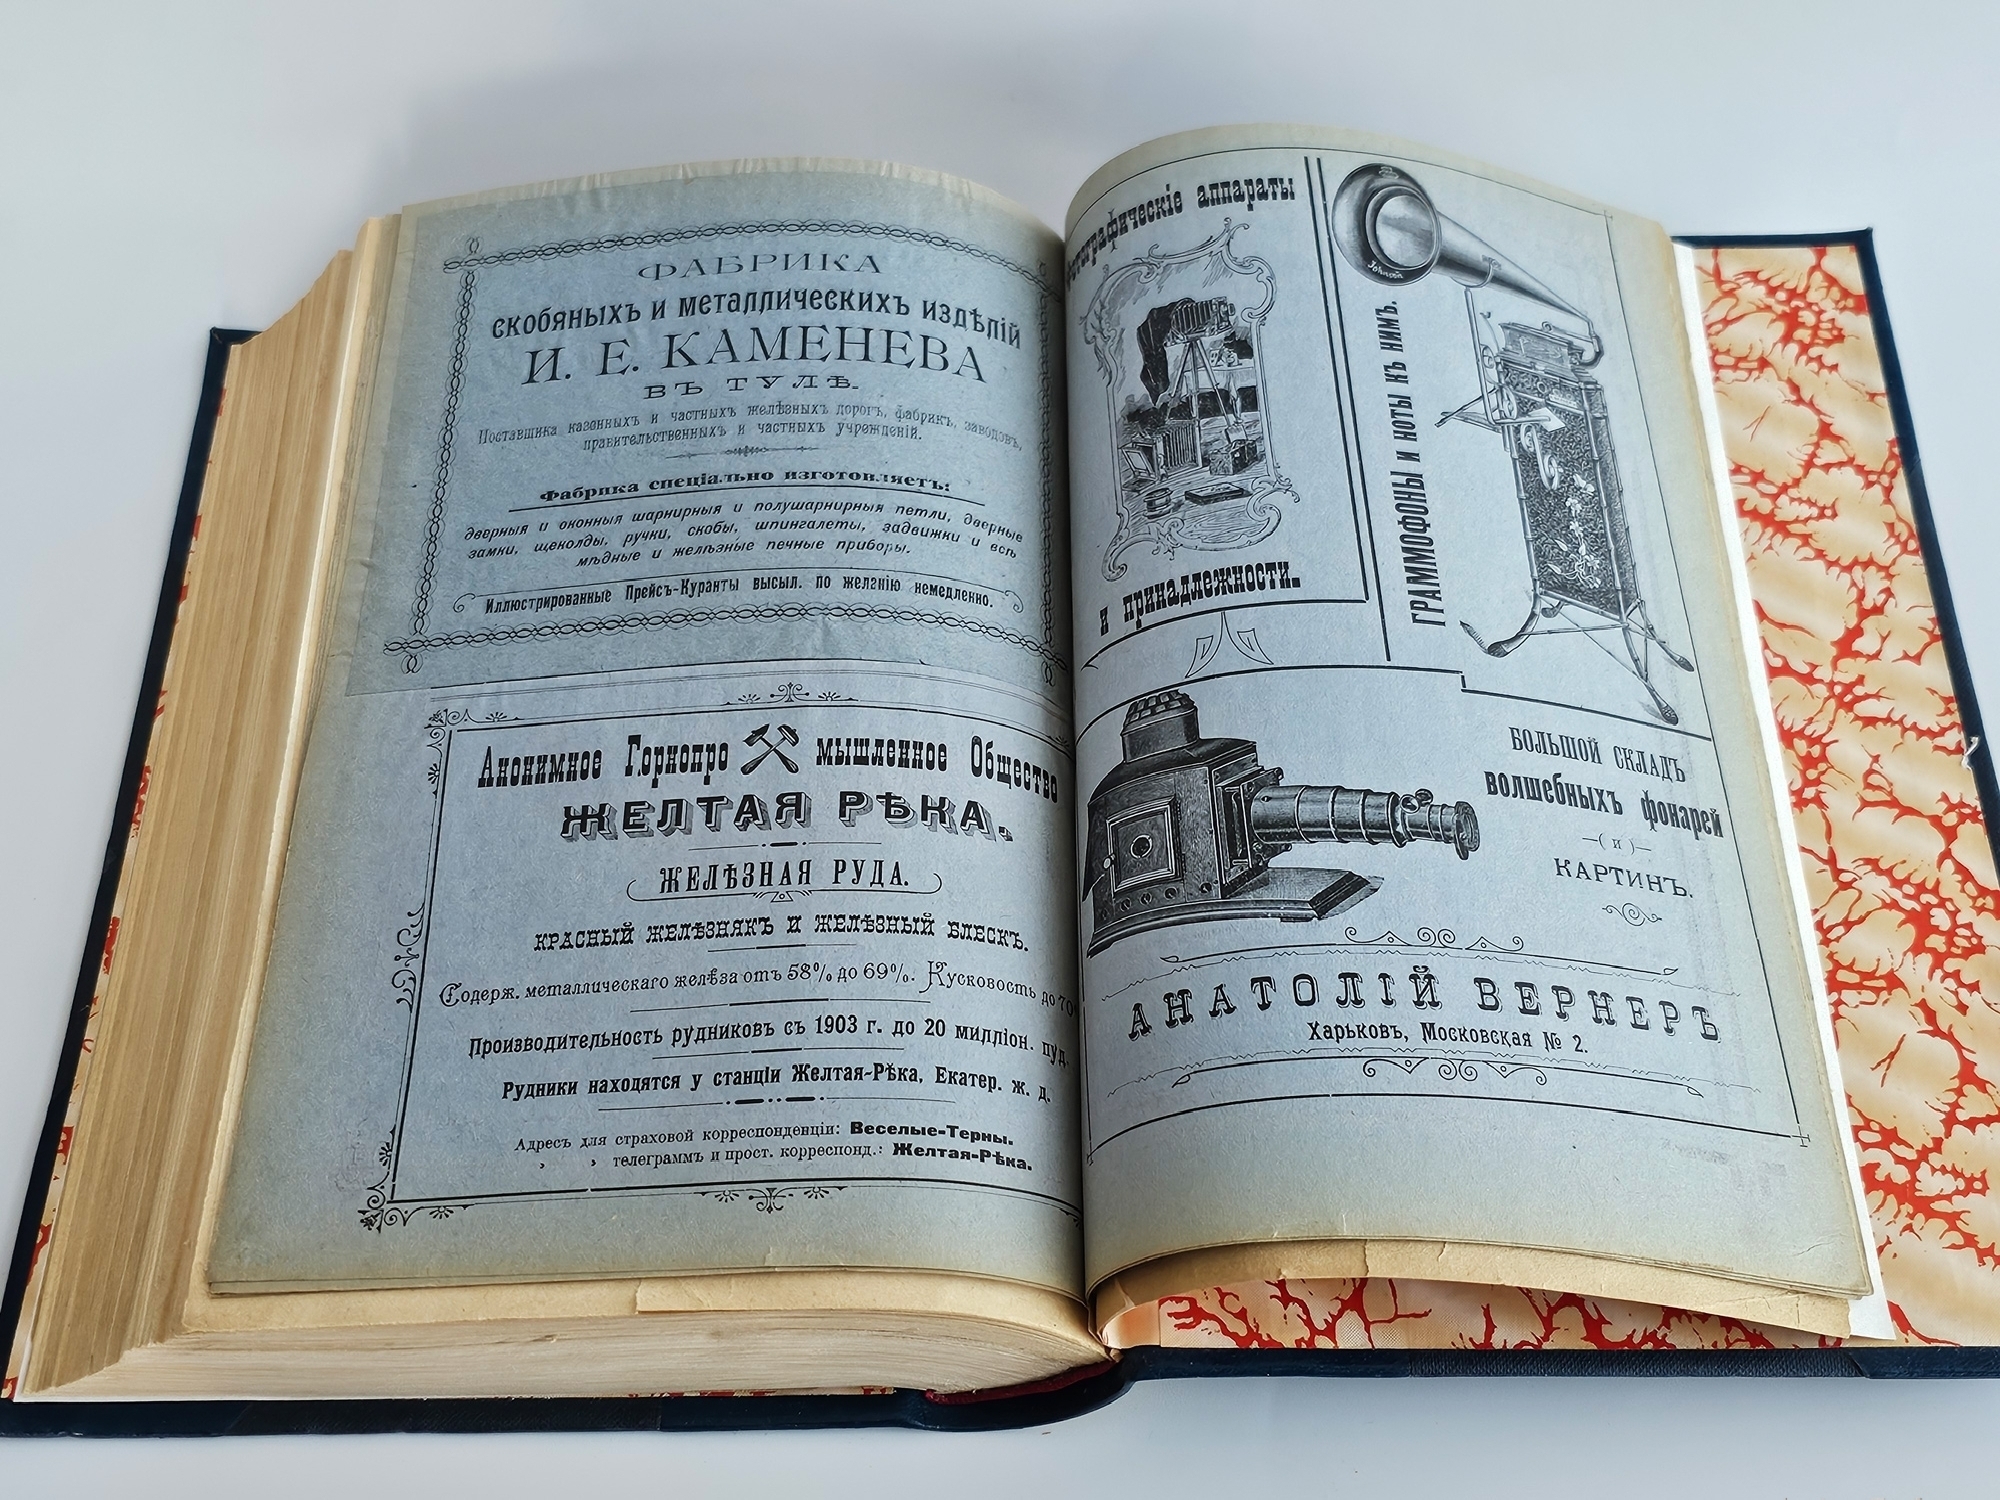 ФАБРИКА
скобяныхъ и металлическихъ издѣлій
И. Е. КАМЕНЕВА
ВЪ ТУЛѢ.
Поставщика казенныхъ и частныхъ желѣзныхъ дорогъ, фабрикъ, заводовъ,
правительственныхъ и частныхъ учрежденій.
Фабрика спеціально изготовляетъ:
дверныя и оконныя шарнирныя и полушарнирныя петли, дверные
замки, щеколды, ручки, скобы, шпингалеты, задвижки и всѣ
мѣдные и желѣзные печные приборы.
Иллюстрированные Прейсъ-Куранты высыл. по желанію немедленно.
Анонимное Горнопромышленное Общество
ЖЕЛТАЯ РѢКА.
ЖЕЛѢЗНАЯ РУДА.
КРАСНЫЙ ЖЕЛѢЗНЯКЪ И ЖЕЛѢЗНЫЙ БЛЕСКЪ.
Содерж. металлическаго желѣза отъ 58% до 69%. Кусковость до 70%
Производительность рудниковъ съ 1903 г. до 20 милліон. пуд.
Рудники находятся у станціи Желтая-Рѣка, Екатер. ж. д.
Адресъ для страховой корреспонденціи: Веселые-Терны.
" " телеграммъ и прост. корреспонд.: Желтая-Рѣка.
Фотографическіе аппараты
и принадлежности.
Johnson
ГРАММОФОНЫ и НОТЫ КЪ НИМЪ.
БОЛЬШОЙ СКЛАДЪ
ВОЛШЕБНЫХЪ фонарей
—( и )—
КАРТИНЪ.
АНАТОЛІЙ ВЕРНЕРЪ
Харьковъ, Московская № 2.